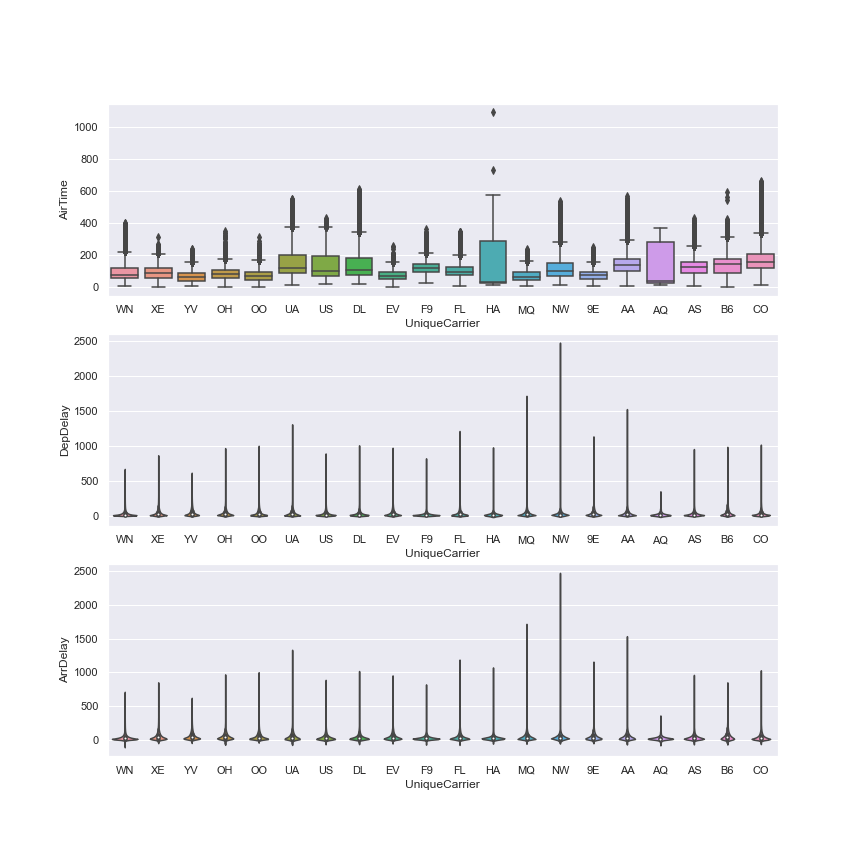 AirTime
1000
800
600
400
200
0
WN XE YV OH OO UA US DL EV F9 FL HA MQ NW 9E AA AQ AS B6 CO
UniqueCarrier
DepDelay
2500
2000
1500
1000
500
0
WN XE YV OH OO UA US DL EV F9 FL HA MQ NW 9E AA AQ AS B6 CO
UniqueCarrier
ArrDelay
2500
2000
1500
1000
500
0
WN XE YV OH OO UA US DL EV F9 FL HA MQ NW 9E AA AQ AS B6 CO
UniqueCarrier